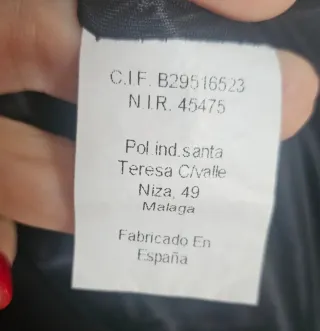 C.I.F. B29516523
N.I.R. 45475
Pol.ind.santa
Teresa C/valle
Niza, 49
Malaga
Fabricado En
España